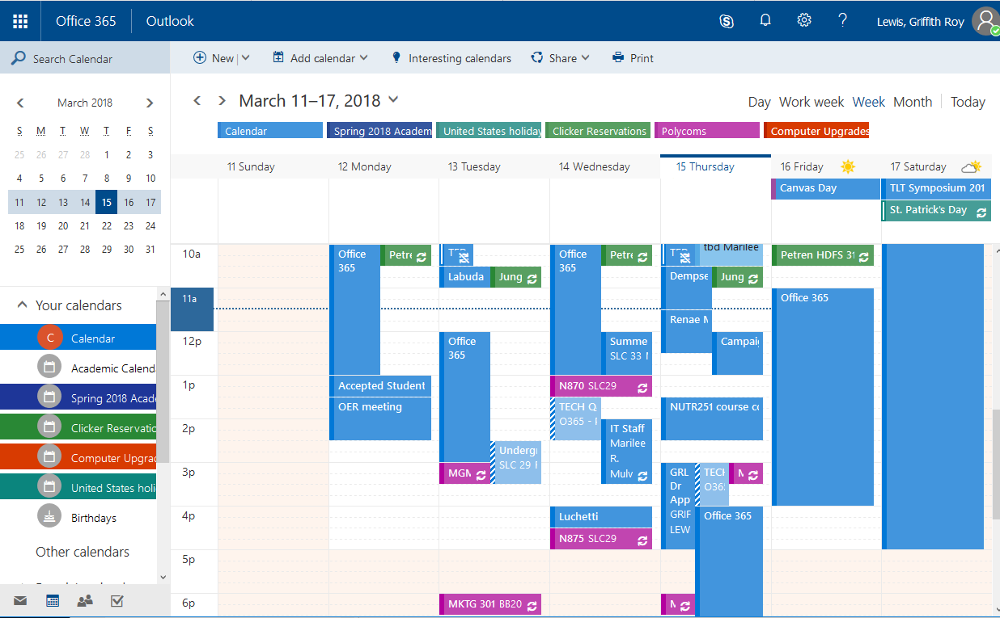 Office 365 Outlook Lewis, Griffith Roy
Search Calendar New Add calendar Interesting calendars Share Print
March 2018
S M T W T F S
25 26 27 28 1 2 3
4 5 6 7 8 9 10
11 12 13 14 15 16 17
18 19 20 21 22 23 24
25 26 27 28 29 30 31
Your calendars
C Calendar
Academic Calend
Spring 2018 Acade
Clicker Reservatio
Computer Upgrad
United States holi
Birthdays
Other calendars
March 11–17, 2018
Day Work week Week Month Today
Calendar Spring 2018 Academ United States holiday Clicker Reservations Polycoms Computer Upgrades
11 Sunday 12 Monday 13 Tuesday 14 Wednesday 15 Thursday 16 Friday 17 Saturday
Canvas Day TLT Symposium 201
St. Patrick's Day
10a
11a
12p
1p
2p
3p
4p
5p
6p
Office
365
Petre
Accepted Student
OER meeting
Labuda
Jung
Office
365
Underg
SLC 29
MGM
MKTG 301 BB20
Office
365
Petre
Summe
SLC 33
N870 SLC29
TECH Q
O365 -
IT Staff
Marilee
R.
Mulv
Luchetti
N875 SLC29
tbd Marilee
Dempse
Jung
Renae M
Campai
NUTR251 course co
GRL
Dr
App
GRIF
LEW
TECH
O365
Office 365
Petren HDFS 31
Office 365